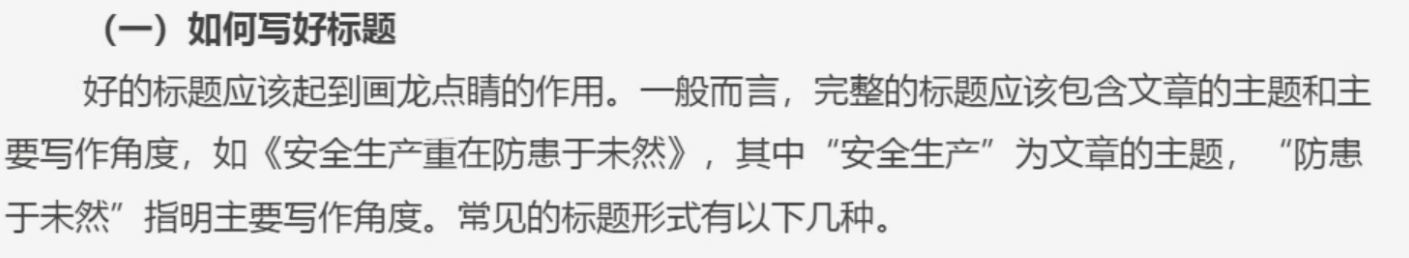 （一）如何写好标题
好的标题应该起到画龙点睛的作用。一般而言，完整的标题应该包含文章的主题和主
要写作角度，如《安全生产重在防患于未然》，其中“安全生产”为文章的主题，“防患
于未然”指明主要写作角度。常见的标题形式有以下几种。